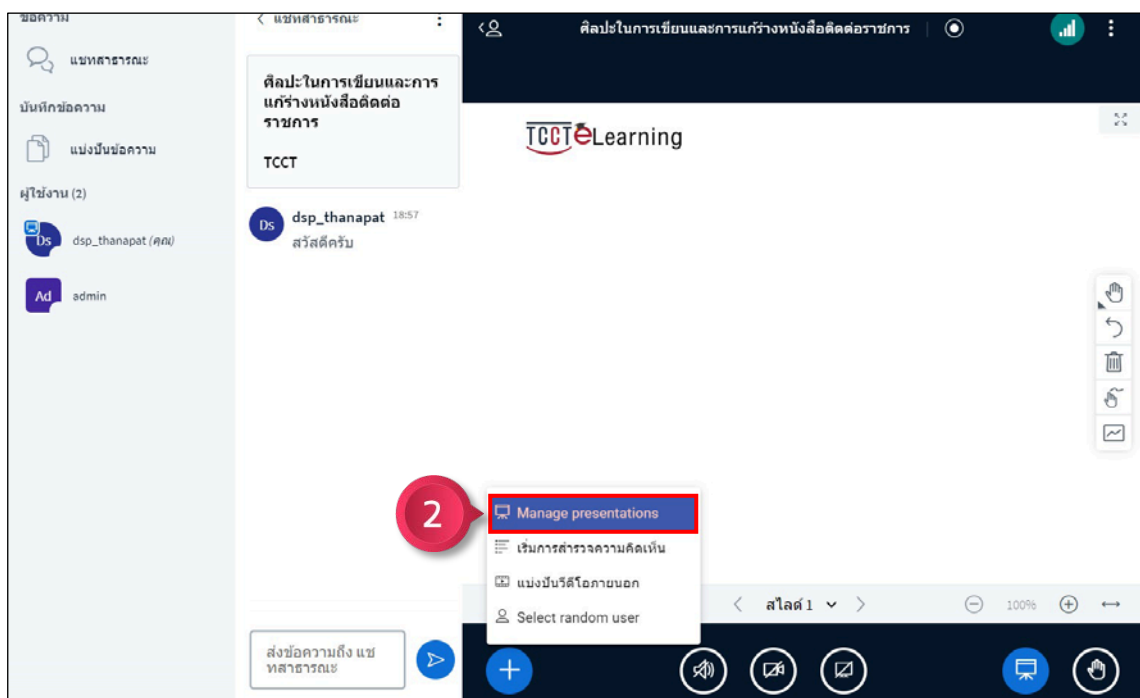 ข้อความ
แชทสาธารณะ
บันทึกข้อความ
แบ่งปันข้อความ
ผู้ใช้งาน (2)
Ds dsp_thanapat (คุณ)
Ad admin
แชทสาธารณะ
ศิลปะในการเขียนและการ
แก้ร่างหนังสือติดต่อ
ราชการ
TCCT
Ds dsp_thanapat 18:57
สวัสดีครับ
ส่งข้อความถึง แช
ทสาธารณะ
ศิลปะในการเขียนและการแก้ร่างหนังสือติดต่อราชการ
TCCT eLearning
2
Manage presentations
เริ่มการสำรวจความคิดเห็น
แบ่งปันวีดีโอภายนอก
Select random user
สไลด์ 1
100%